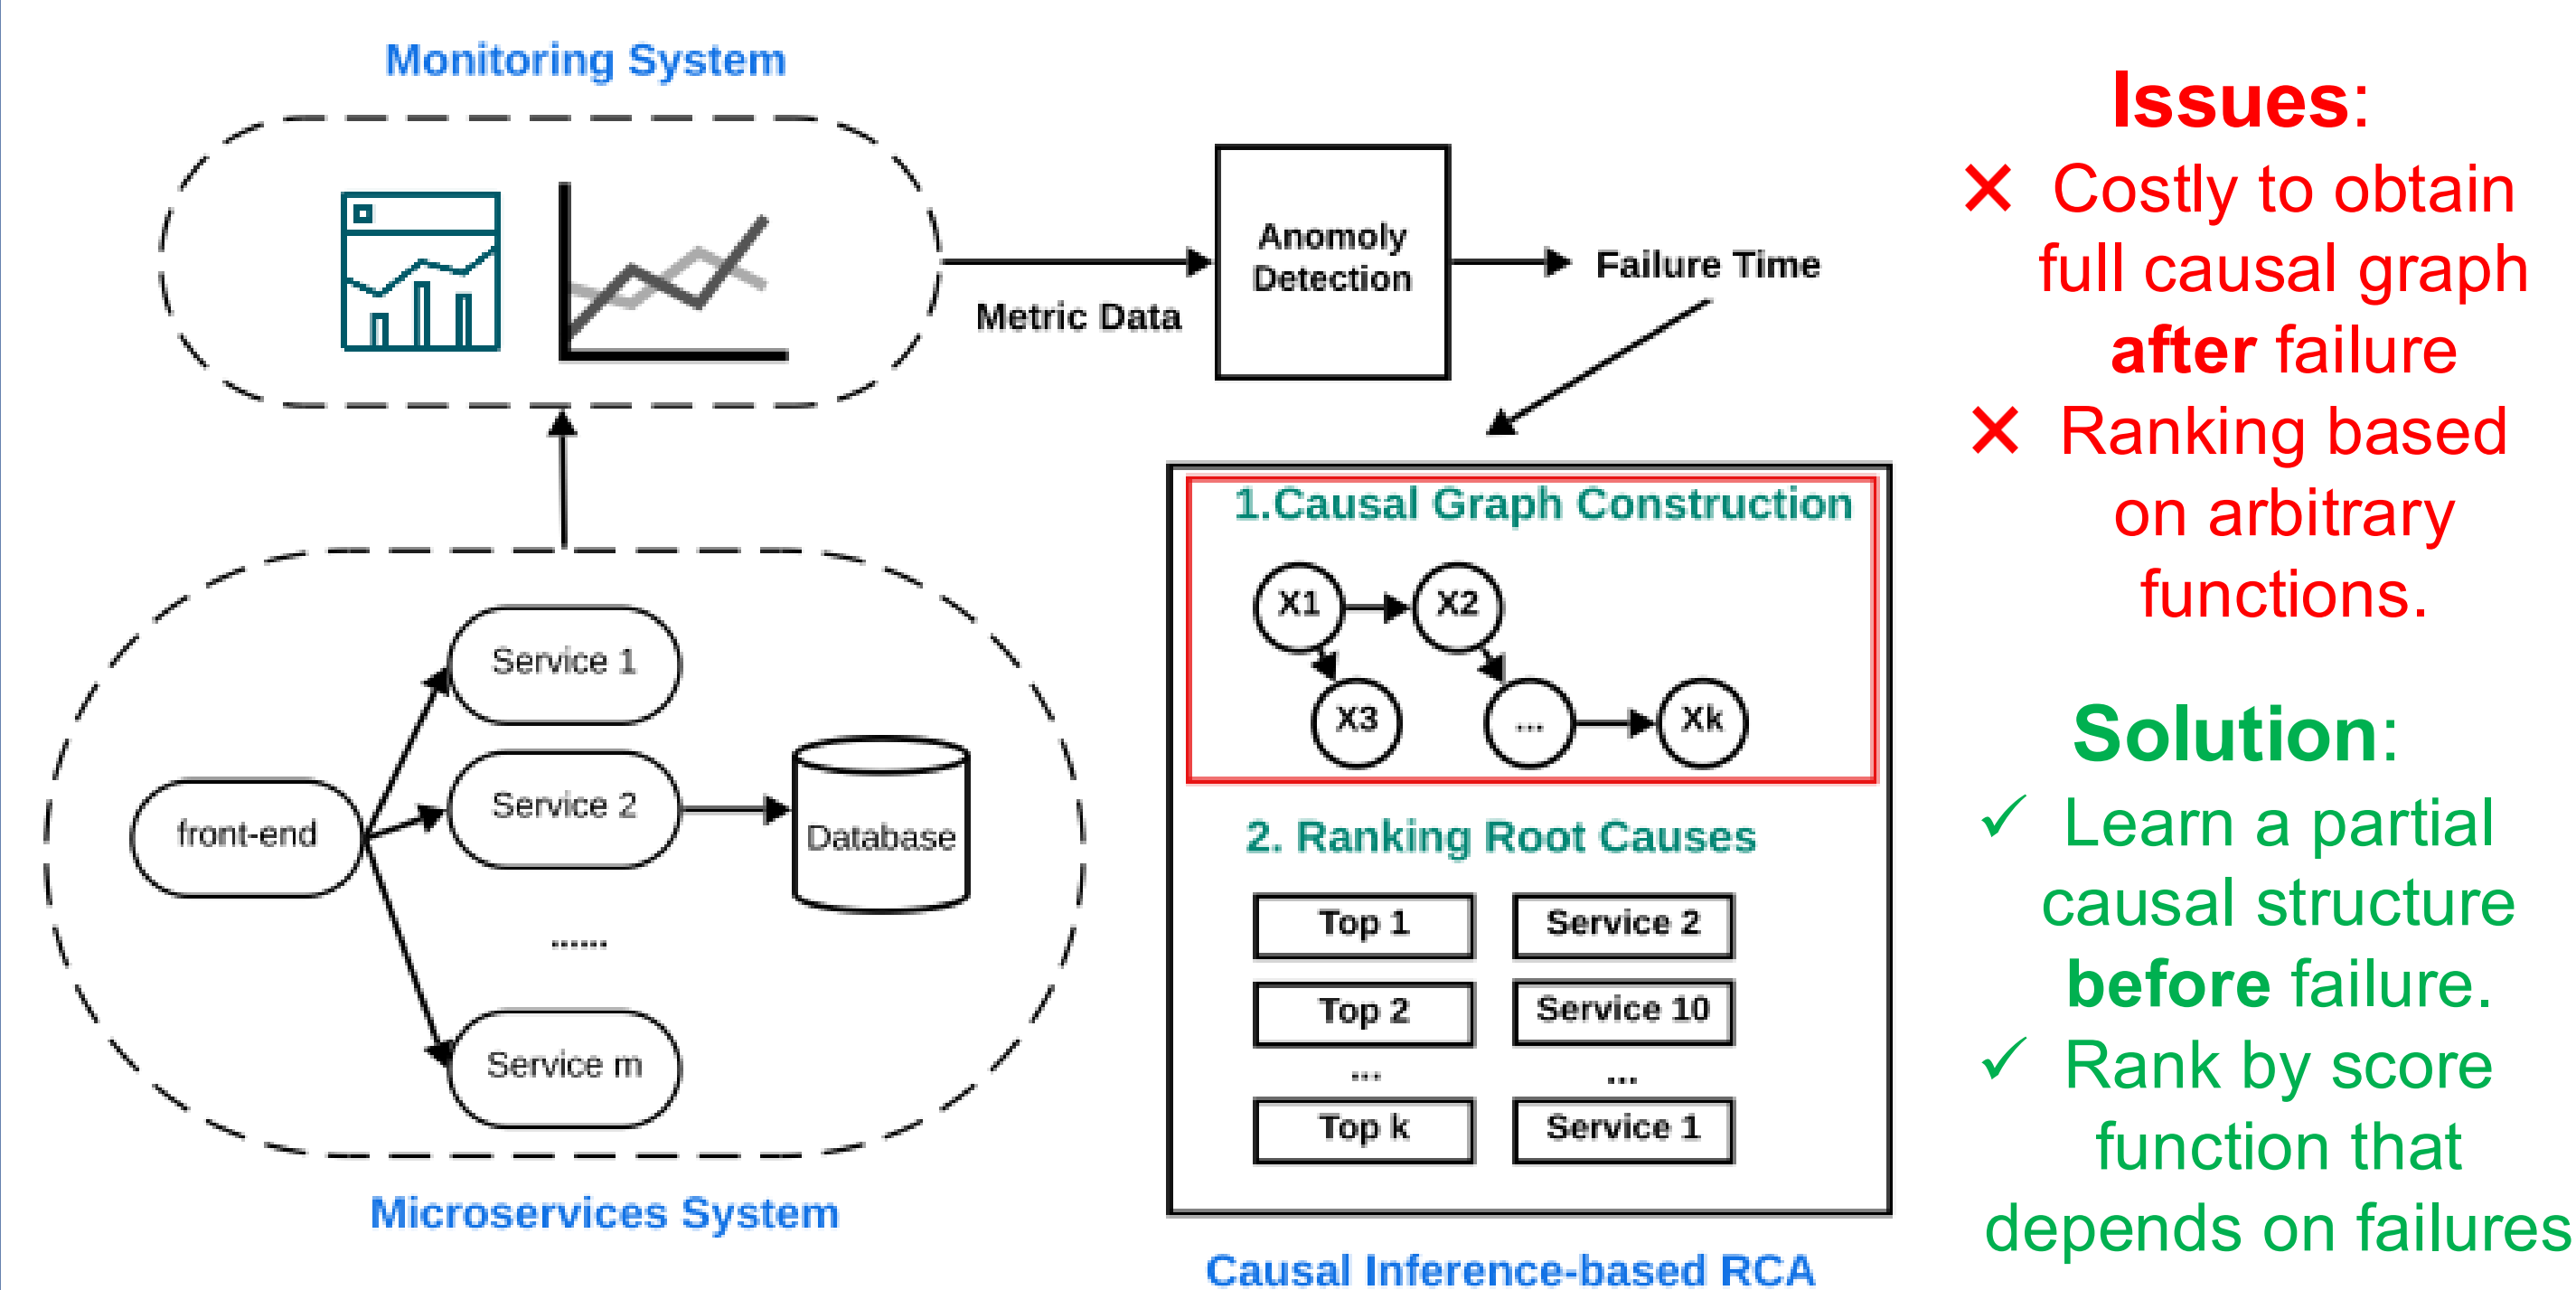 Monitoring System
Metric Data
Anomoly
Detection
Failure Time
front-end
Service 1
Service 2
......
Service m
Database
Microservices System
1.Causal Graph Construction
X1
X2
X3
...
Xk
2. Ranking Root Causes
Top 1
Service 2
Top 2
Service 10
...
...
Top k
Service 1
Causal Inference-based RCA
Issues:
✕ Costly to obtain
full causal graph
after failure
✕ Ranking based
on arbitrary
functions.
Solution:
✓ Learn a partial
causal structure
before failure.
✓ Rank by score
function that
depends on failures